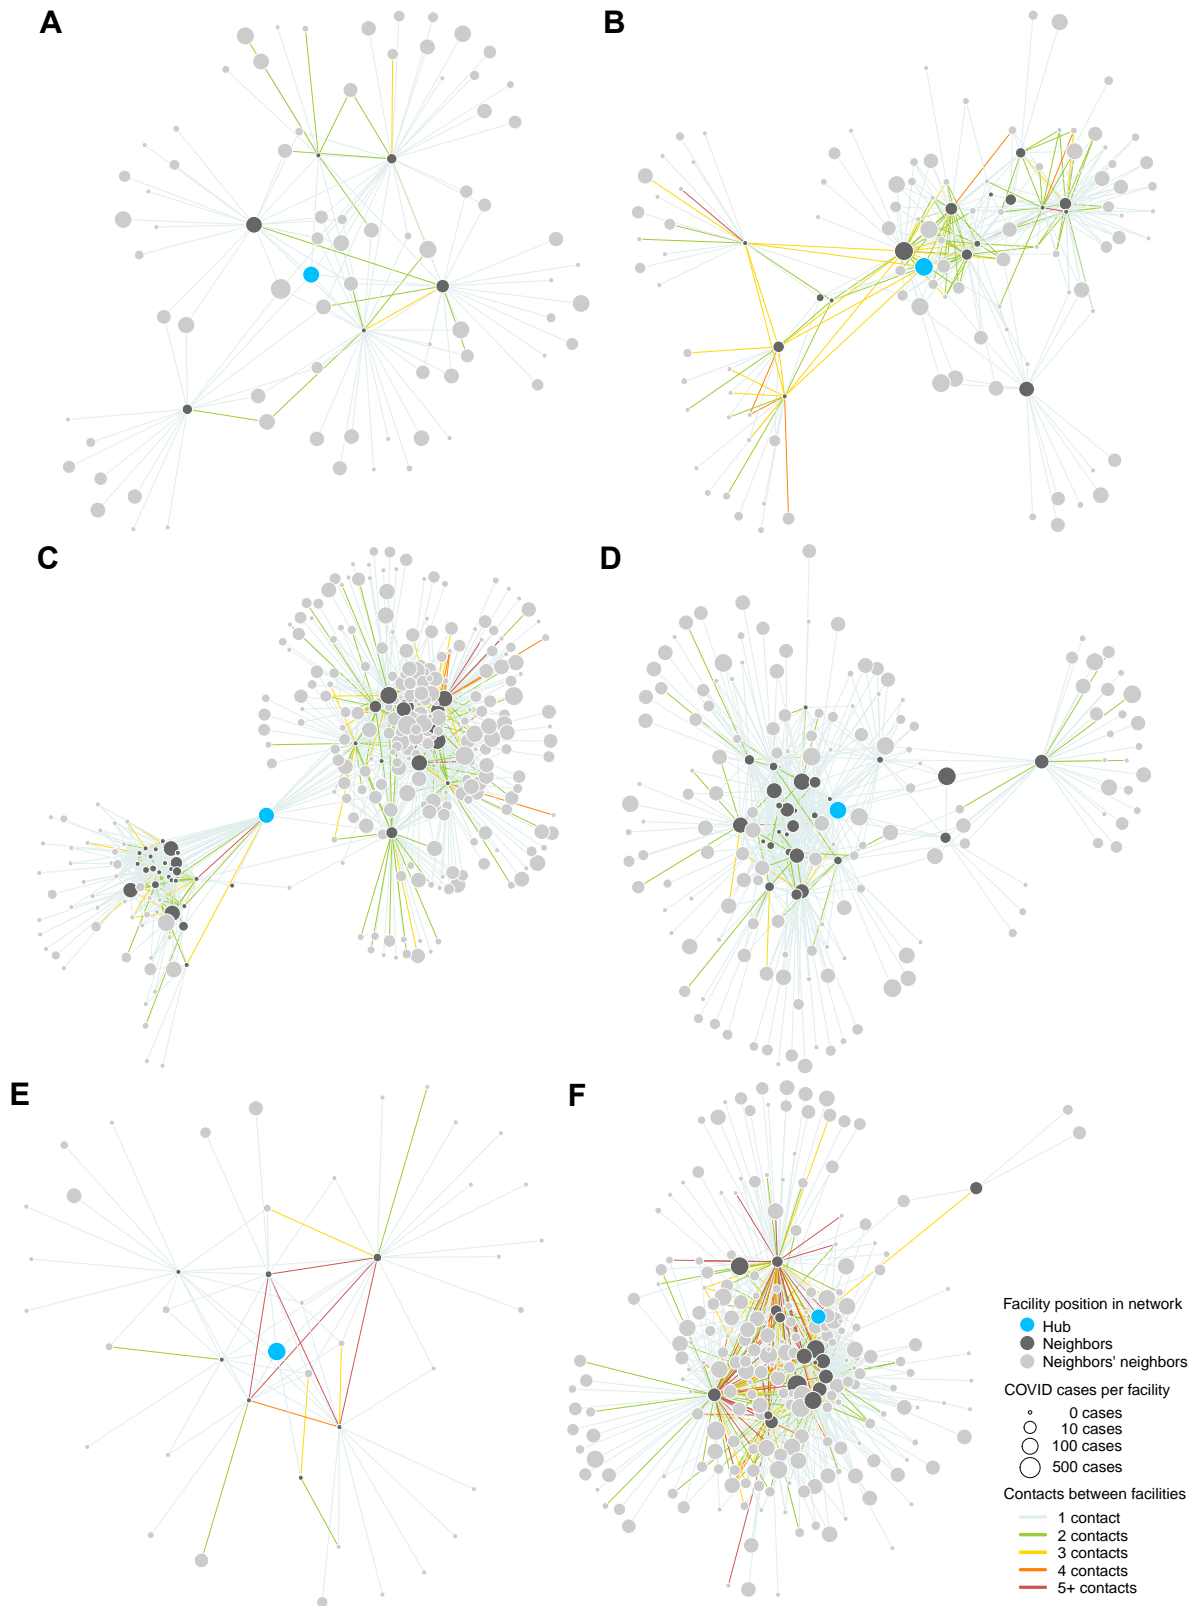 A
B
C
D
E
F
Facility position in network
Hub
Neighbors
Neighbors' neighbors
COVID cases per facility
0 cases
10 cases
100 cases
500 cases
Contacts between facilities
1 contact
2 contacts
3 contacts
4 contacts
5+ contacts